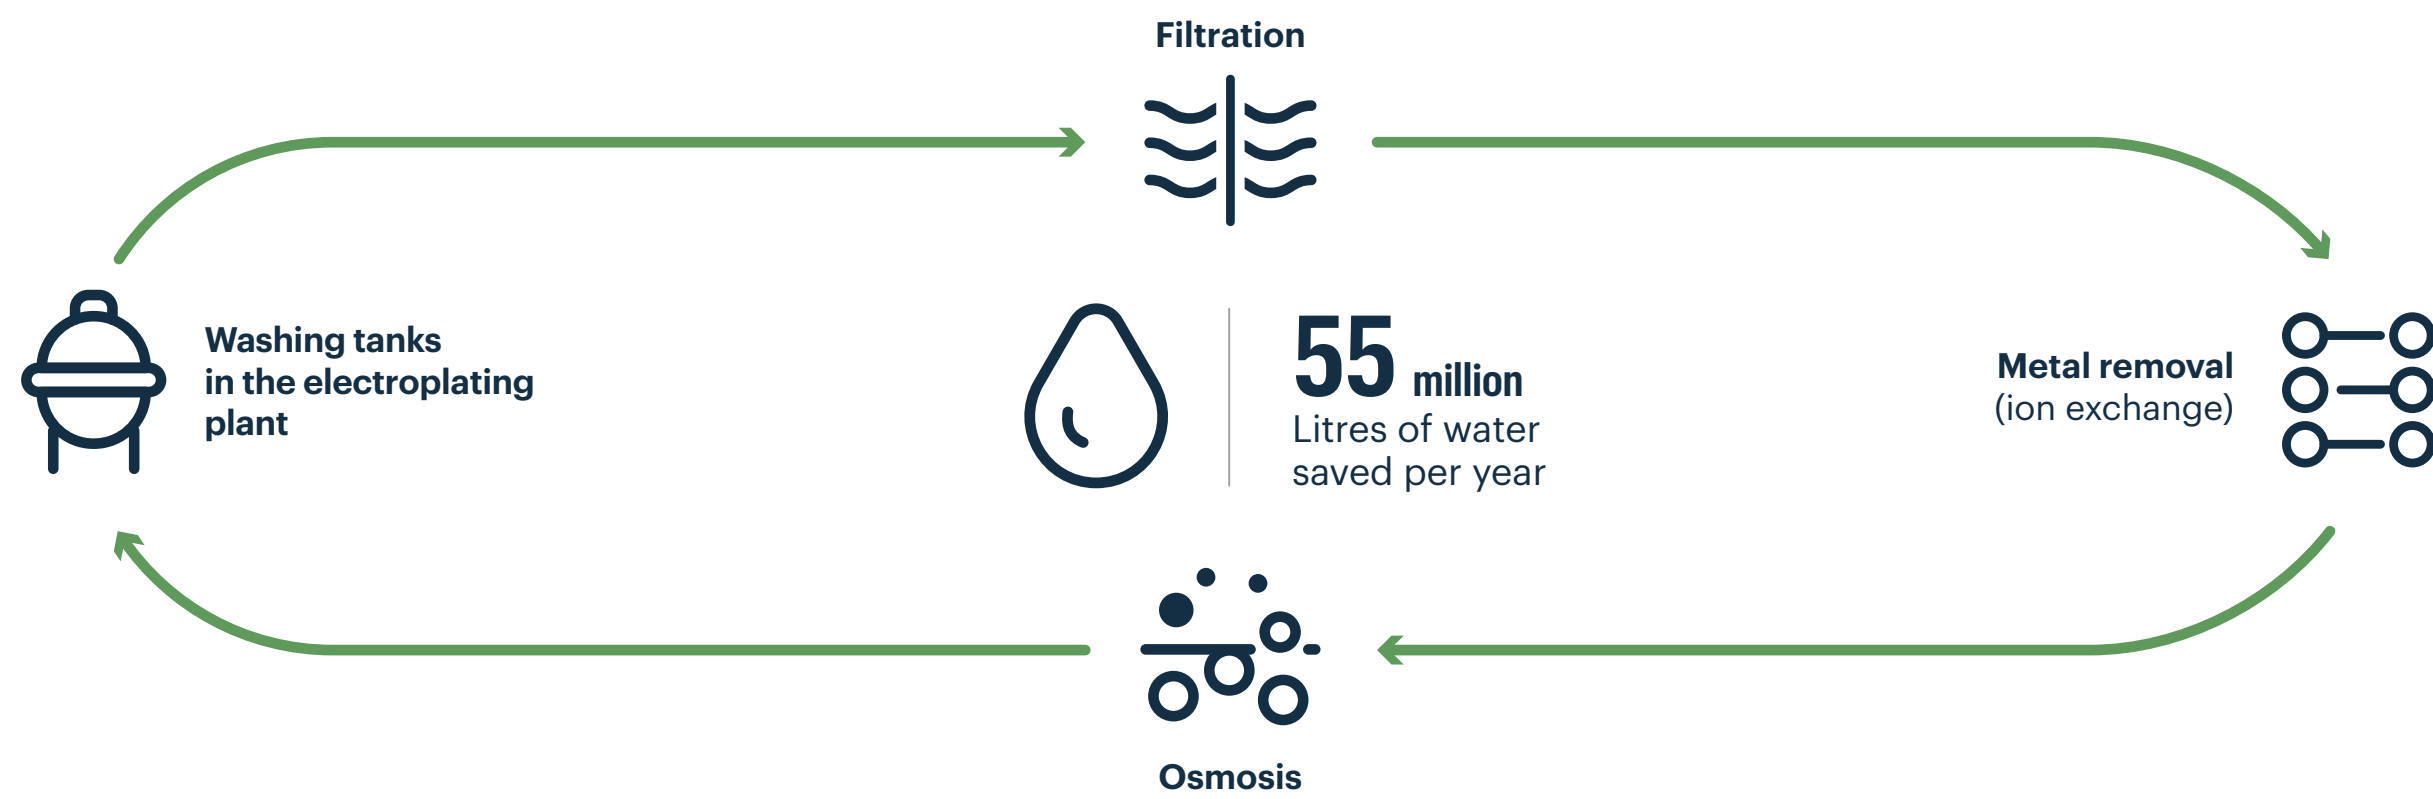 Filtration
Washing tanks
in the electroplating
plant
55 million
Litres of water
saved per year
Metal removal
(ion exchange)
Osmosis